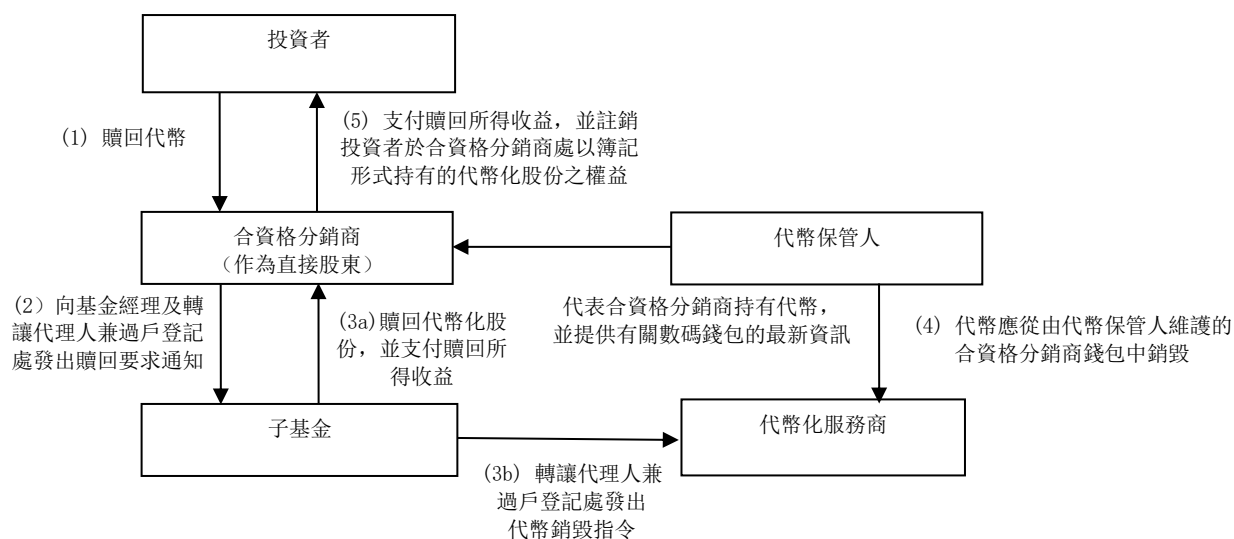 投資者
(1) 贖回代幣
(5) 支付贖回所得收益，並註銷
投資者於合資格分銷商處以簿記
形式持有的代幣化股份之權益
合資格分銷商
（作為直接股東）
代幣保管人
(2）向基金經理及轉
讓代理人兼過戶登記
處發出贖回要求通知
(3a)贖回代幣化股
份，並支付贖回所
得收益
代表合資格分銷商持有代幣，
並提供有關數碼錢包的最新資訊
(4) 代幣應從由代幣保管人維護的
合資格分銷商錢包中銷毀
子基金
代幣化服務商
(3b) 轉讓代理人兼
過戶登記處發出
代幣銷毀指令